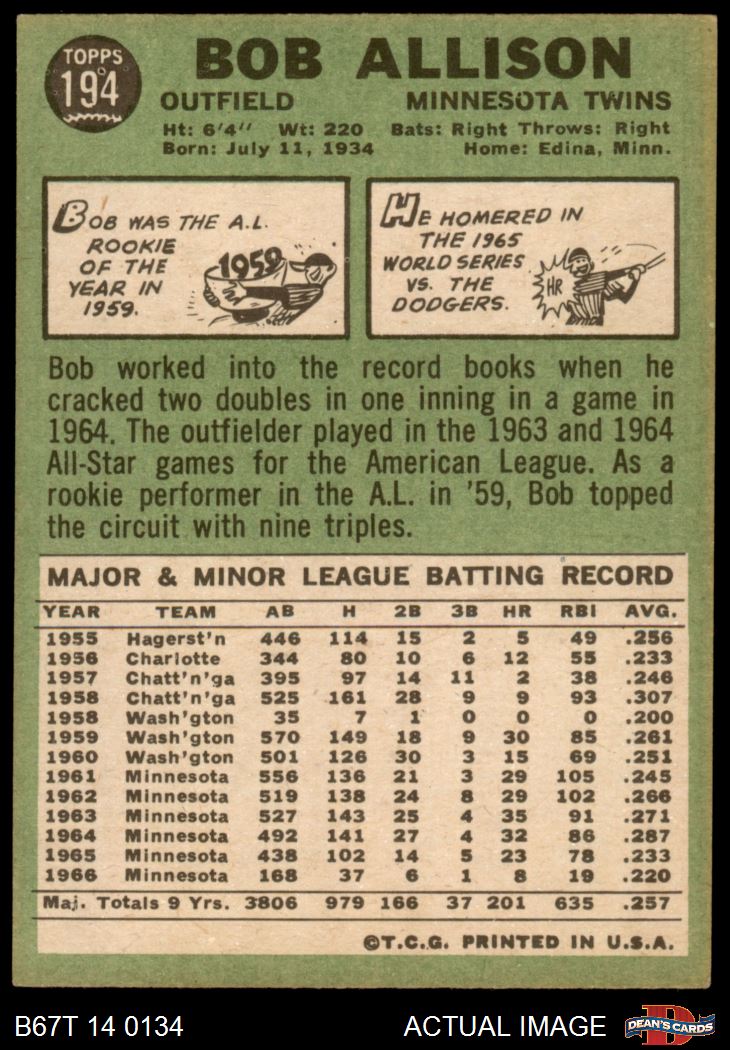 TOPPS
194
BOB ALLISON
OUTFIELD MINNESOTA TWINS
Ht: 6'4" Wt: 220 Bats: Right Throws: Right
Born: July 11, 1934 Home: Edina, Minn.
BOB WAS THE A.L.
ROOKIE
OF THE
YEAR IN
1959.
1959
HE HOMERED IN
THE 1965
WORLD SERIES
VS. THE
DODGERS.
HR
Bob worked into the record books when he
cracked two doubles in one inning in a game in
1964. The outfielder played in the 1963 and 1964
All-Star games for the American League. As a
rookie performer in the A.L. in '59, Bob topped
the circuit with nine triples.
MAJOR & MINOR LEAGUE BATTING RECORD
YEAR TEAM AB H 2B 3B HR RBI AVG.
1955 Hagerst'n 446 114 15 2 5 49 .256
1956 Charlotte 344 80 10 6 12 55 .233
1957 Chatt'n'ga 395 97 14 11 2 38 .246
1958 Chatt'n'ga 525 161 28 9 9 93 .307
1958 Wash'gton 35 7 1 0 0 0 .200
1959 Wash'gton 570 149 18 9 30 85 .261
1960 Wash'gton 501 126 30 3 15 69 .251
1961 Minnesota 556 136 21 3 29 105 .245
1962 Minnesota 519 138 24 8 29 102 .266
1963 Minnesota 527 143 25 4 35 91 .271
1964 Minnesota 492 141 27 4 32 86 .287
1965 Minnesota 438 102 14 5 23 78 .233
1966 Minnesota 168 37 6 1 8 19 .220
Maj. Totals 9 Yrs. 3806 979 166 37 201 635 .257
©T.C.G. PRINTED IN U.S.A.
B67T 14 0134 ACTUAL IMAGE
D
DEAN'S CARDS